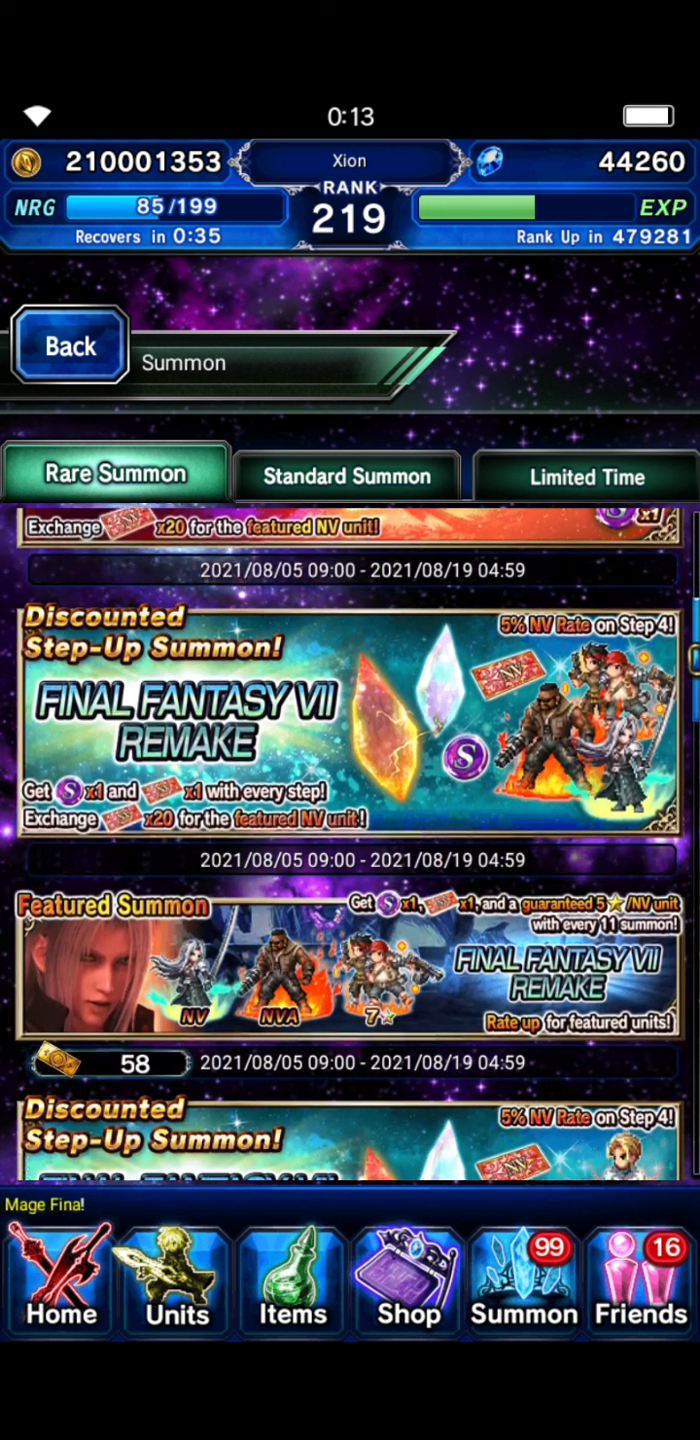 0:13
210001353
Xion
44260
NRG 85/199
RANK
219
EXP
Recovers in 0:35
Rank Up in 479281
Back
Summon
Rare Summon
Standard Summon
Limited Time
S x1
Exchange NV x20 for the featured NV unit!
2021/08/05 09:00 - 2021/08/19 04:59
Discounted
Step-Up Summon!
5% NV Rate on Step 4!
NV
FINAL FANTASY VII
REMAKE
S
Get S x1 and NV x1 with every step!
Exchange NV x20 for the featured NV unit!
2021/08/05 09:00 - 2021/08/19 04:59
Featured Summon
Get S x1, NV x1, and a guaranteed 5★/NV unit
with every 11 summon!
FINAL FANTASY VII
REMAKE
NV
NVA
7★
Rate up for featured units!
58
2021/08/05 09:00 - 2021/08/19 04:59
Discounted
Step-Up Summon!
5% NV Rate on Step 4!
NV
Mage Fina!
99
16
Home
Units
Items
Shop
Summon
Friends